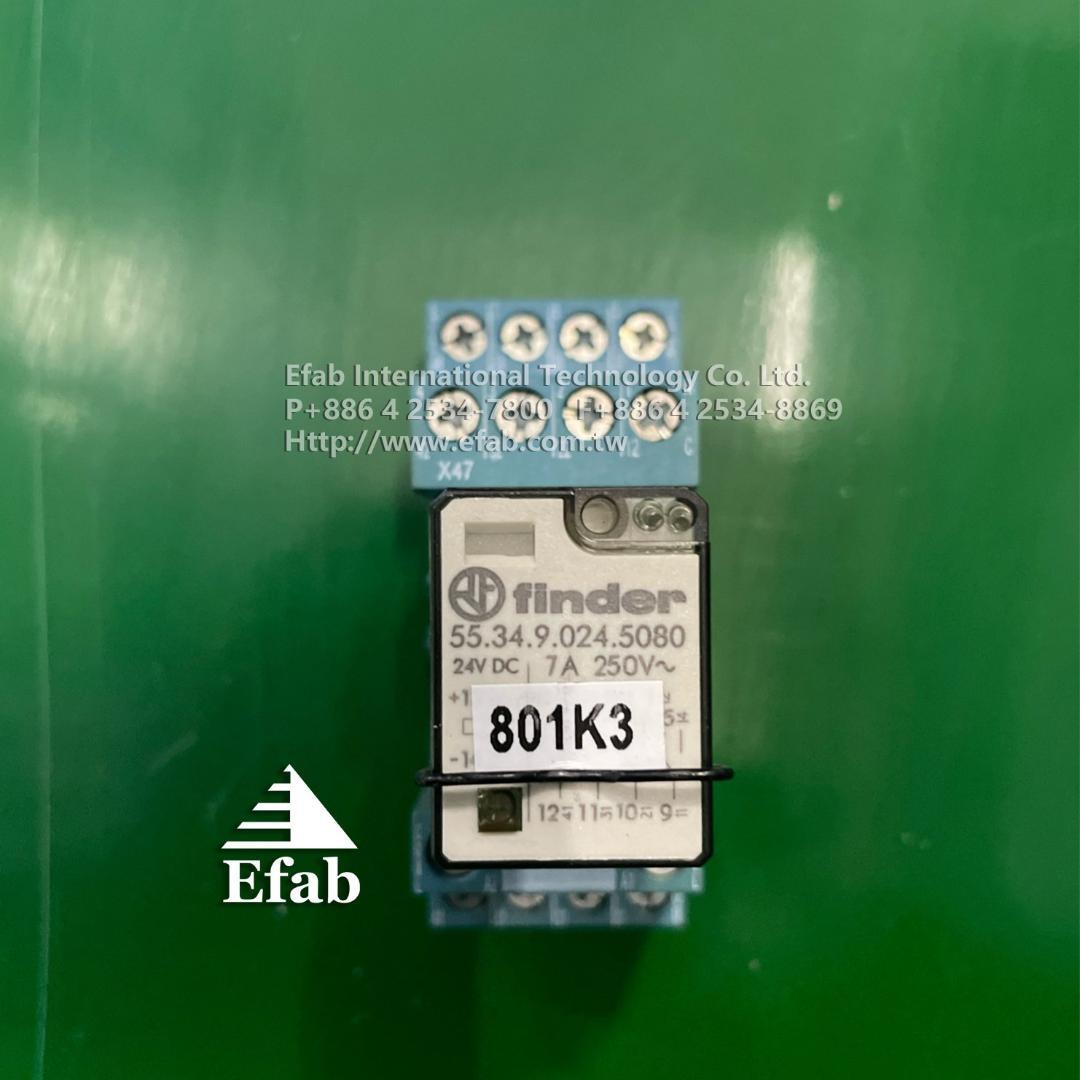 Efab International Technology Co. Ltd.
P+886 4 2534-7800 F+886 4 2534-8869
Http://www.efab.com.tw
X47
finder
55.34.9.024.5080
24V DC 7A 250V~
801K3
12 11 10 9
Efab